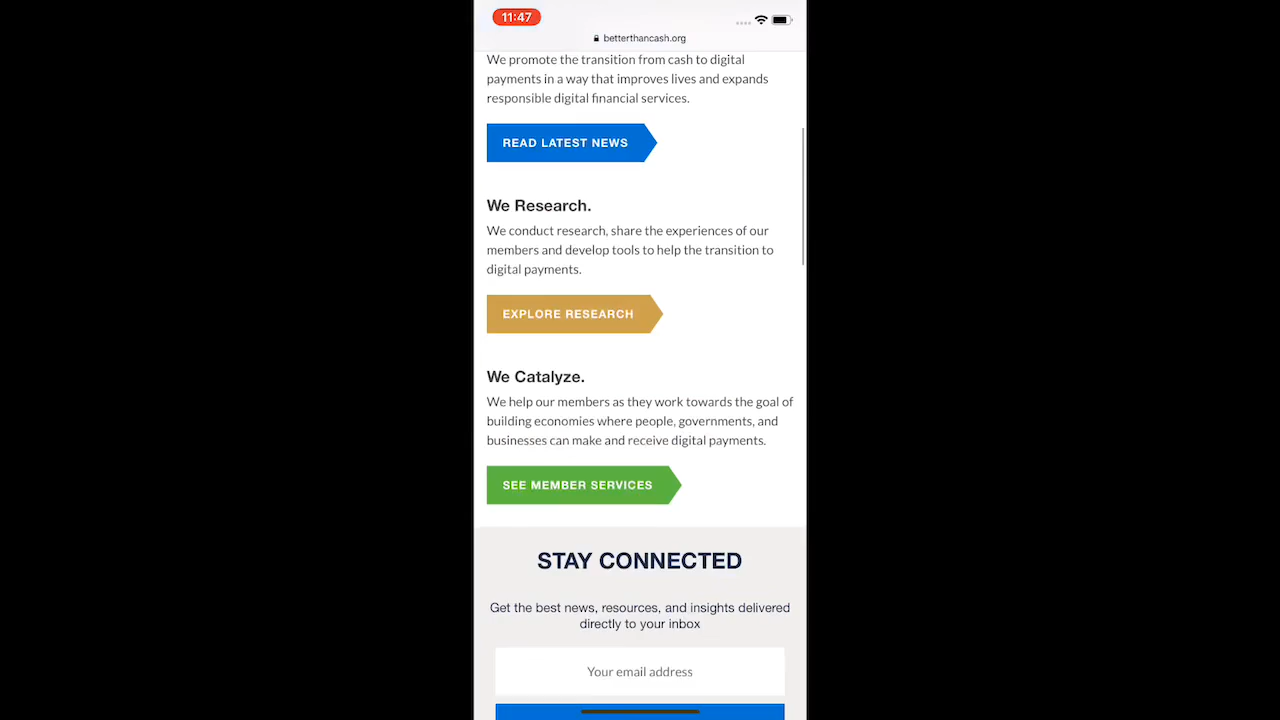 11:47
betterthancash.org
We promote the transition from cash to digital
payments in a way that improves lives and expands
responsible digital financial services.
READ LATEST NEWS
We Research.
We conduct research, share the experiences of our
members and develop tools to help the transition to
digital payments.
EXPLORE RESEARCH
We Catalyze.
We help our members as they work towards the goal of
building economies where people, governments, and
businesses can make and receive digital payments.
SEE MEMBER SERVICES
STAY CONNECTED
Get the best news, resources, and insights delivered
directly to your inbox
Your email address